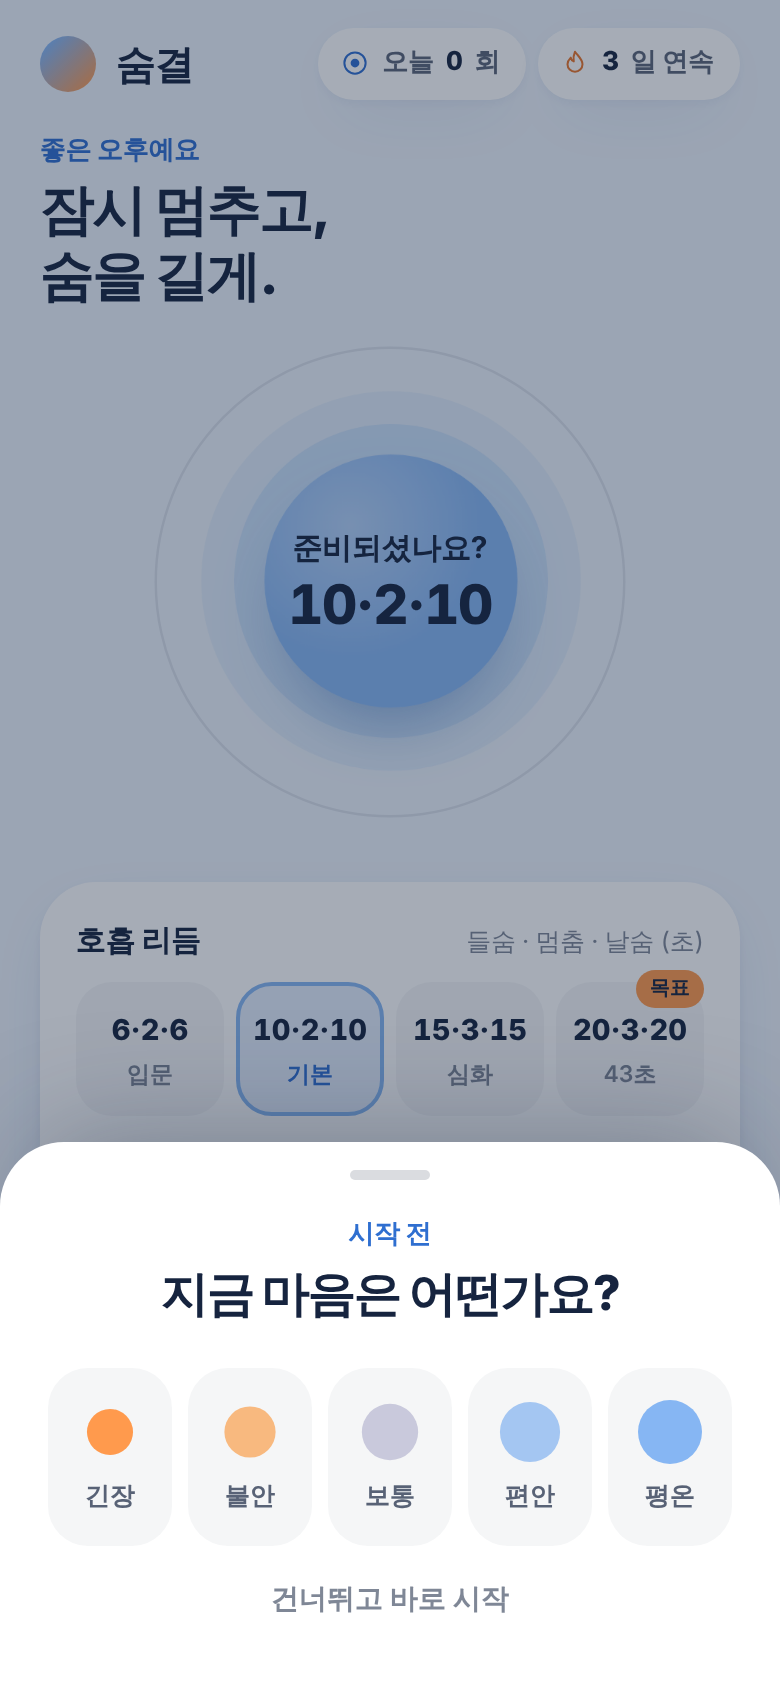 숨결
오늘 0 회
3 일 연속
좋은 오후예요
잠시 멈추고,
숨을 길게.
준비되셨나요?
10·2·10
호흡 리듬
들숨 · 멈춤 · 날숨 (초)
목표
6·2·6
입문
10·2·10
기본
15·3·15
심화
20·3·20
43초
시작 전
지금 마음은 어떤가요?
긴장
불안
보통
편안
평온
건너뛰고 바로 시작